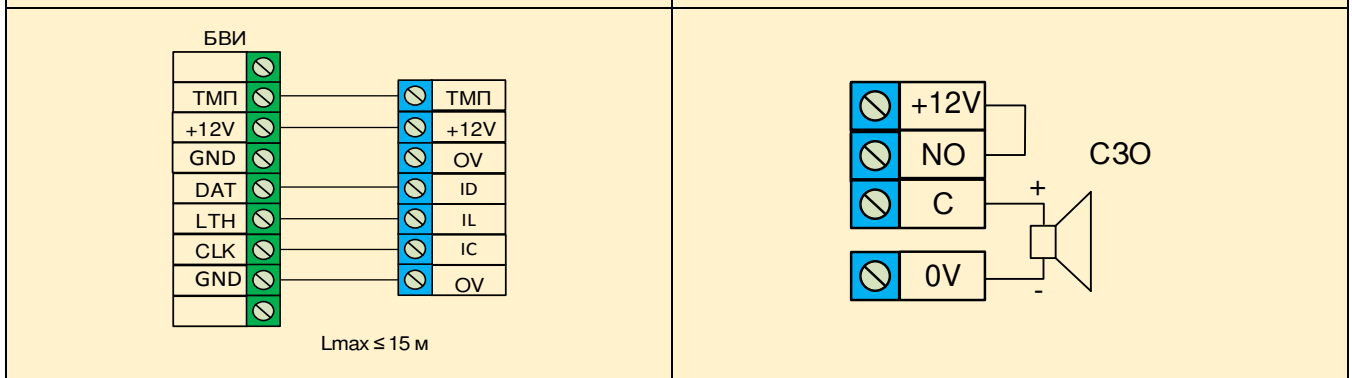 БВИ
ТМП ТМП
+12V +12V
GND OV
DAT ID
LTH IL
CLK IC
GND OV
Lmax ≤ 15 м
+12V
NO
C
0V
СЗО
+
-